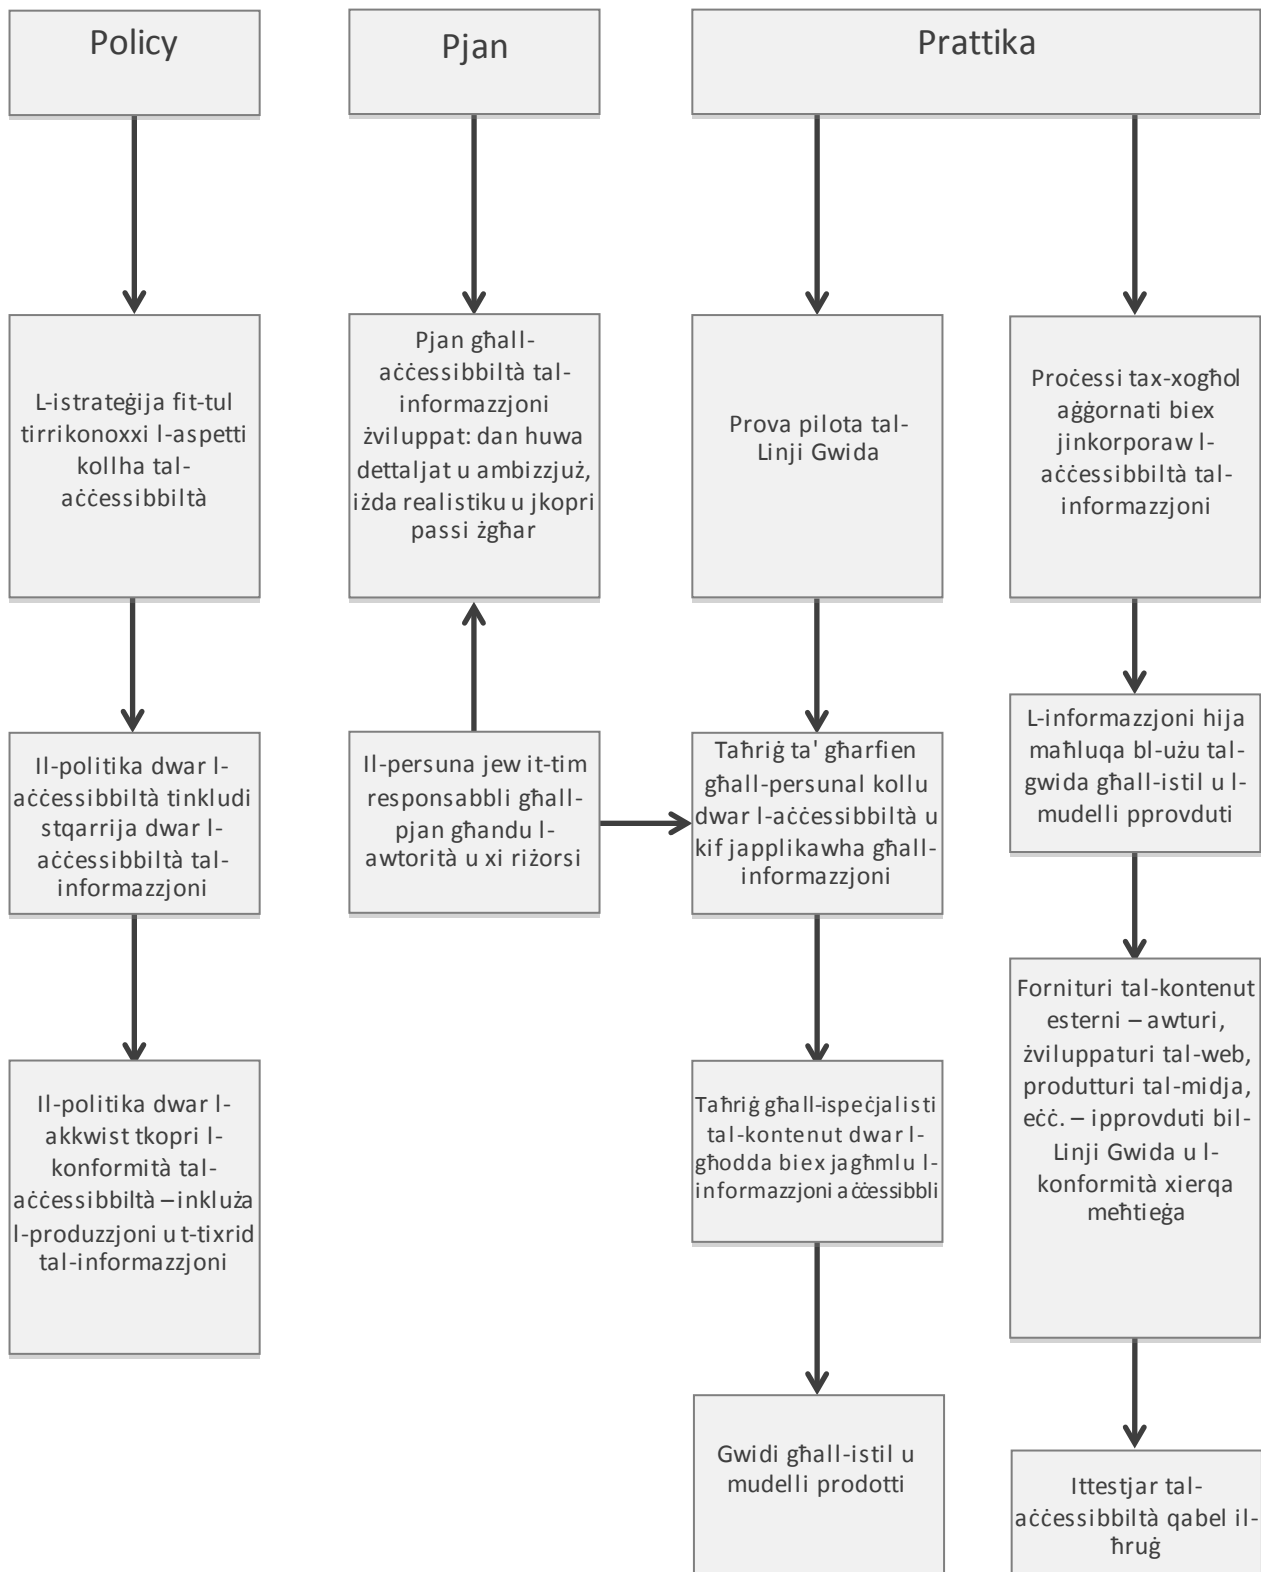 Policy
Pjan
Prattika
L-istrateġija fit-tul
tirrikonoxxi l-aspetti
kollha tal-
aċċessibbiltà
Pjan għall-
aċċessibbiltà tal-
informazzjoni
żviluppat: dan huwa
dettaljat u ambizzjuż,
iżda realistiku u jkopri
passi żgħar
Prova pilota tal-
Linji Gwida
Proċessi tax-xogħol
aġġornati biex
jinkorporaw l-
aċċessibbiltà tal-
informazzjoni
Il-politika dwar l-
aċċessibbiltà tinkludi
stqarrija dwar l-
aċċessibbiltà tal-
informazzjoni
Il-persuna jew it-tim
responsabbli għall-
pjan għandu l-
awtorità u xi riżorsi
Taħriġ ta' għarfien
għall-persunal kollu
dwar l-aċċessibbiltà u
kif japplikawha għall-
informazzjoni
L-informazzjoni hija
maħluqa bl-użu tal-
gwida għall-istil u l-
mudelli pprovduti
Il-politika dwar l-
akkwist tkopri l-
konformità tal-
aċċessibbiltà – inkluża
l-produzzjoni u t-tixrid
tal-informazzjoni
Taħriġ għall-ispeċjalisti
tal-kontenut dwar l-
għodda biex jagħmlu l-
informazzjoni aċċessibbli
Fornituri tal-kontenut
esterni – awturi,
żviluppaturi tal-web,
produtturi tal-midja,
eċċ. – ipprovduti bil-
Linji Gwida u l-
konformità xierqa
meħtieġa
Gwidi għall-istil u
mudelli prodotti
Ittestjar tal-
aċċessibbiltà qabel il-
ħruġ